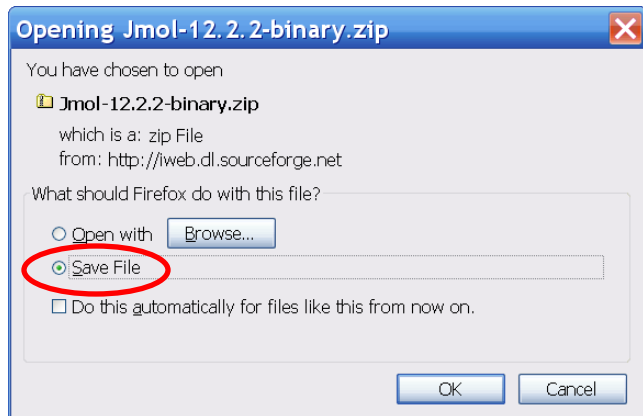 Opening Jmol-12.2.2-binary.zip
You have chosen to open
Jmol-12.2.2-binary.zip
which is a: zip File
from: http://iweb.dl.sourceforge.net
What should Firefox do with this file?
Open with Browse...
Save File
Do this automatically for files like this from now on.
OK Cancel